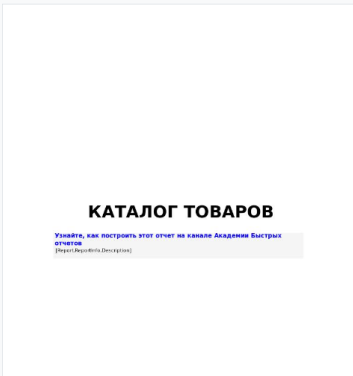 КАТАЛОГ ТОВАРОВ
Узнайте, как построить этот отчет на канале Академии Быстрых
отчетов
[Report.ReportInfo.Description]